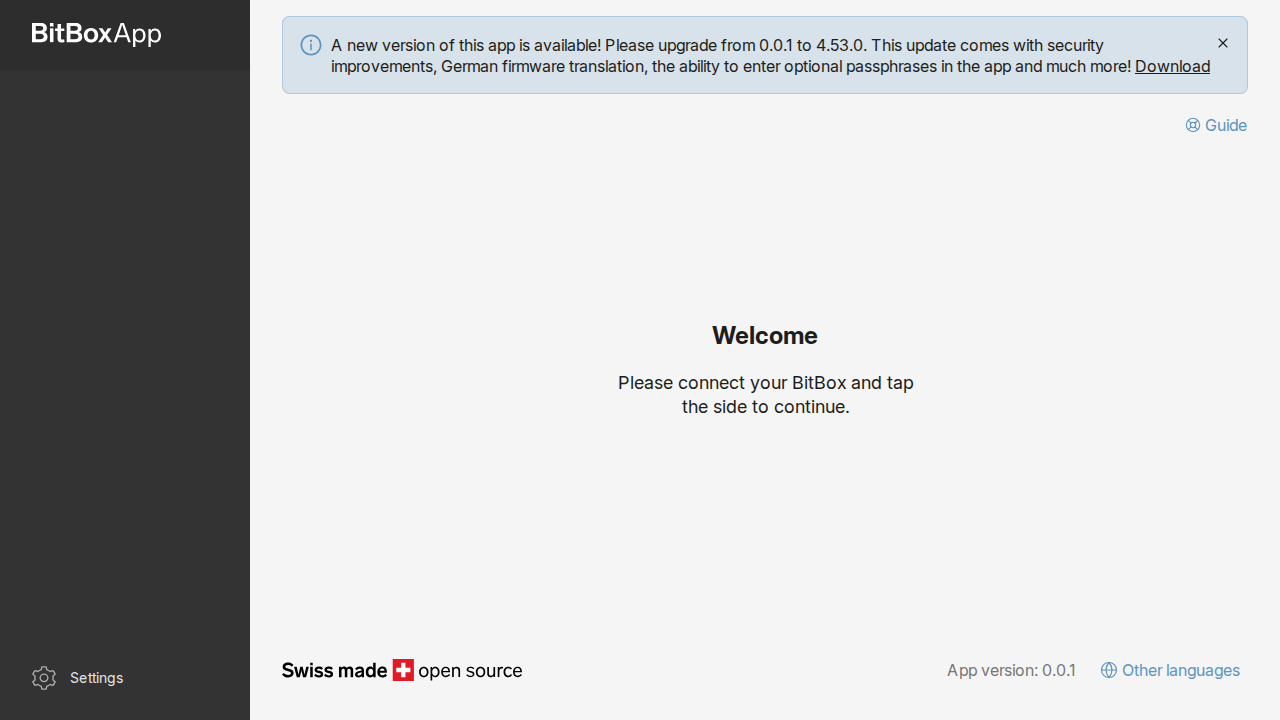 BitBoxApp
A new version of this app is available! Please upgrade from 0.0.1 to 4.53.0. This update comes with security
improvements, German firmware translation, the ability to enter optional passphrases in the app and much more! Download
Guide
Welcome
Please connect your BitBox and tap
the side to continue.
Settings
Swiss made open source
App version: 0.0.1
Other languages